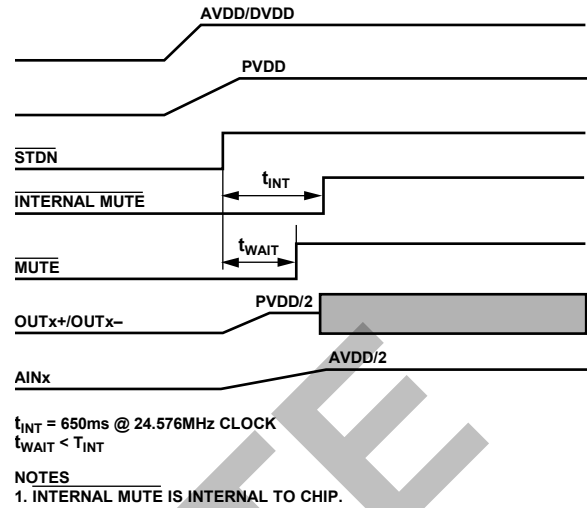 AVDD/DVDD
PVDD
STDN
tINT
INTERNAL MUTE
tWAIT
MUTE
PVDD/2
OUTx+/OUTx–
AVDD/2
AINx
tINT = 650ms @ 24.576MHz CLOCK
tWAIT < TINT
NOTES
1. INTERNAL MUTE IS INTERNAL TO CHIP.